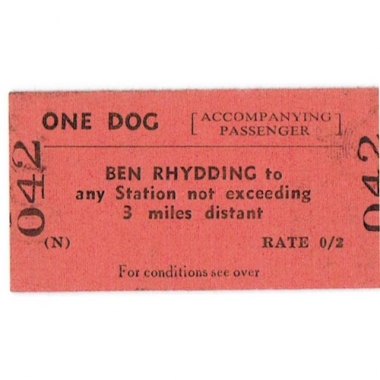 ONE DOG [ACCOMPANYING PASSENGER]
BEN RHYDDING to
any Station not exceeding
3 miles distant
(N) RATE 0/2
For conditions see over
042
042